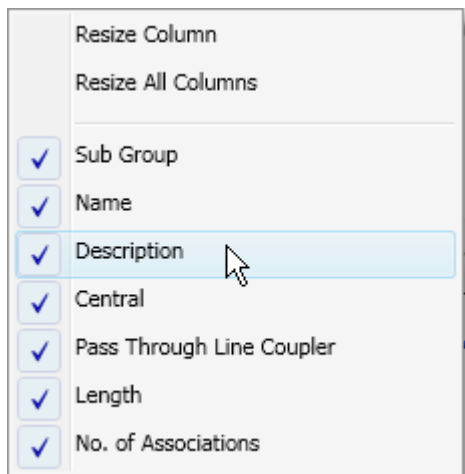 Resize Column
Resize All Columns
Sub Group
Name
Description
Central
Pass Through Line Coupler
Length
No. of Associations